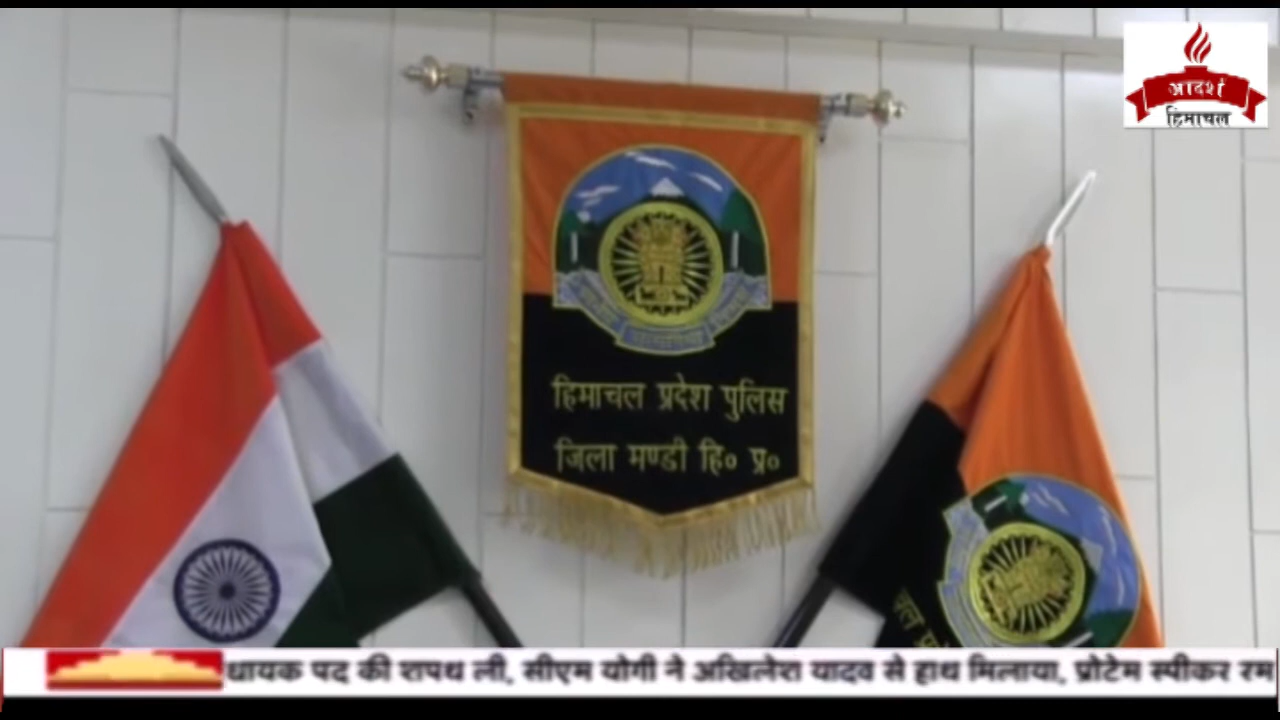 आदर्श
हिमाचल
हिमाचल प्रदेश पुलिस
जिला मण्डी हि० प्र०
धायक पद की शपथ ली, सीएम योगी ने अखिलेश यादव से हाथ मिलाया, प्रोटेम स्पीकर रम